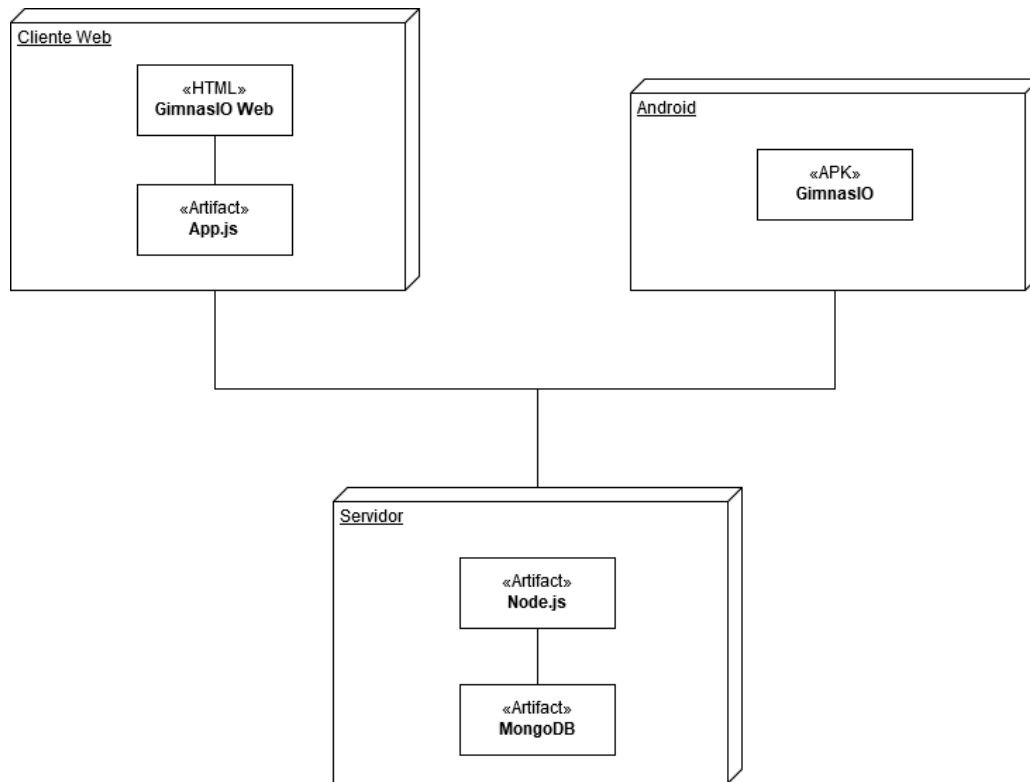 Cliente Web
«HTML»
GimnasIO Web
«Artifact»
App.js
Android
«APK»
GimnasIO
Servidor
«Artifact»
Node.js
«Artifact»
MongoDB